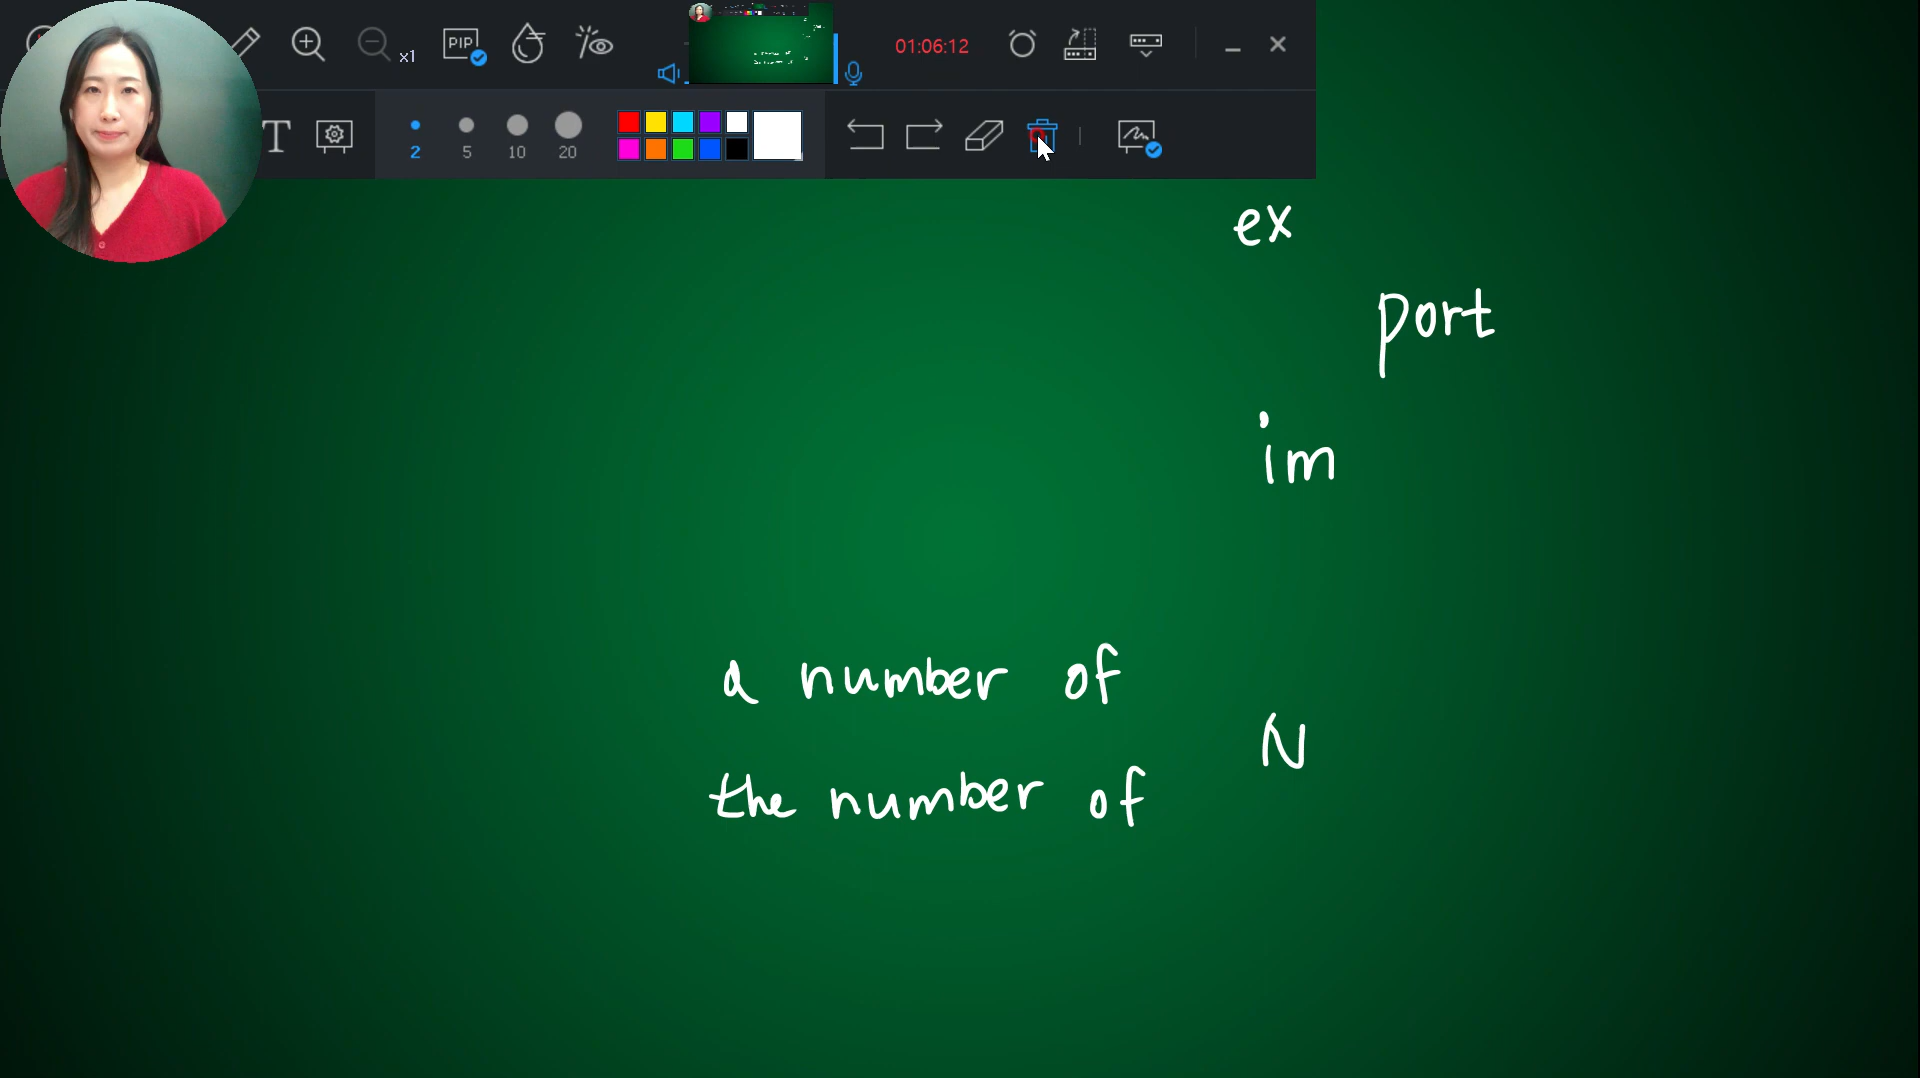 x1
PIP
01:06:12
T
2 5 10 20
ex
port
im
a number of
N
the number of